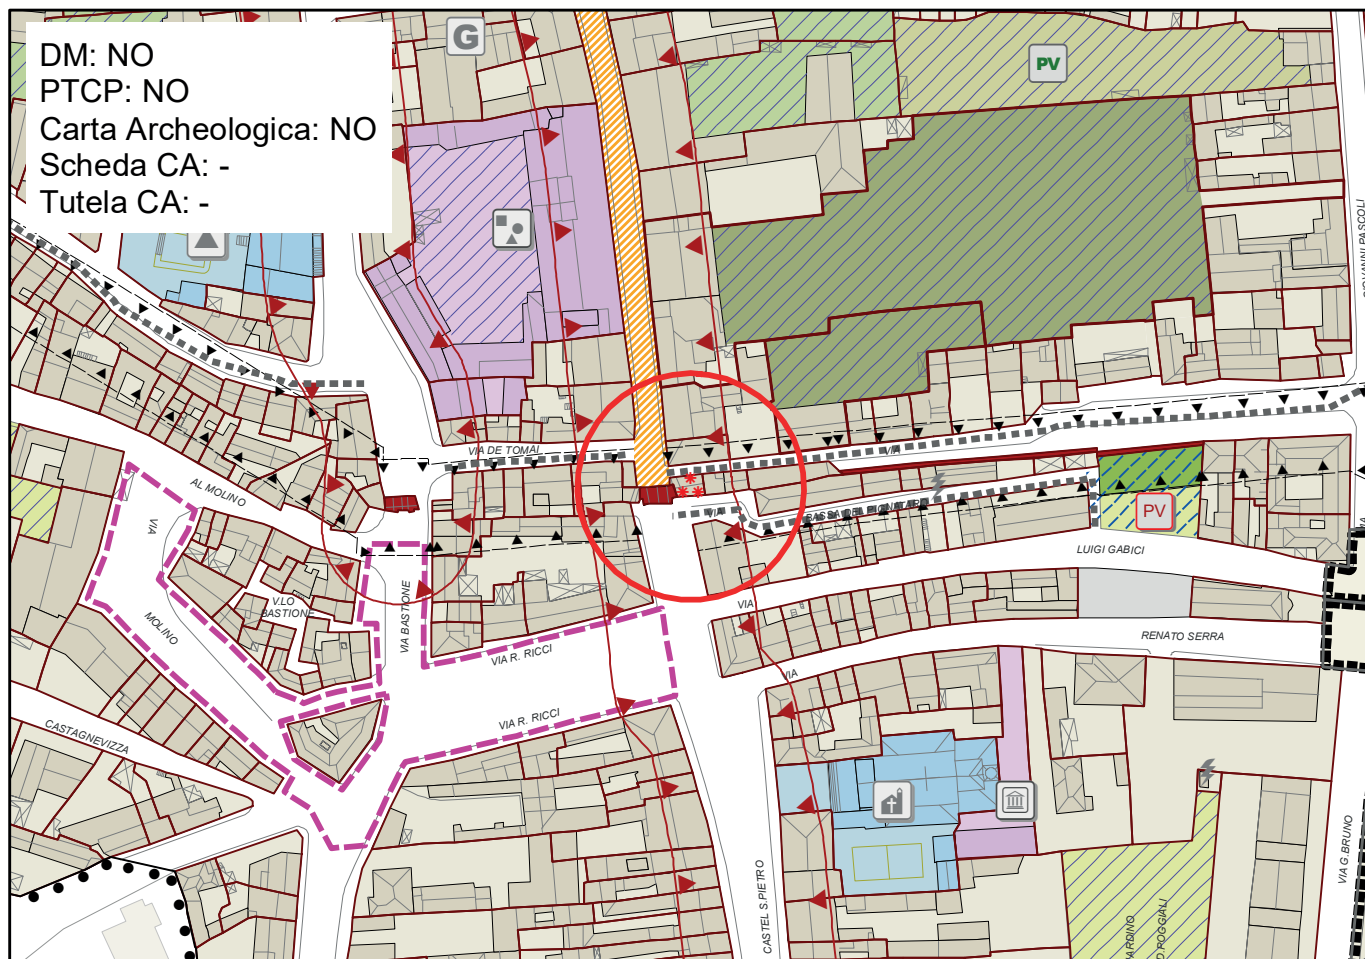 DM: NO
PTCP: NO
Carta Archeologica: NO
Scheda CA: -
Tutela CA: -
G
PV
VIA DE TOMAI
VIA
AL MOLINO
VIA
VIA
PV
LUIGI GABICI
V.LO
BASTIONE
VIA BASTIONE
VIA
MOLINO
RENATO SERRA
VIA R. RICCI
VIA
VIA R. RICCI
CASTAGNEVIZZA
CASTEL S.PIETRO
VIA G.BRUNO